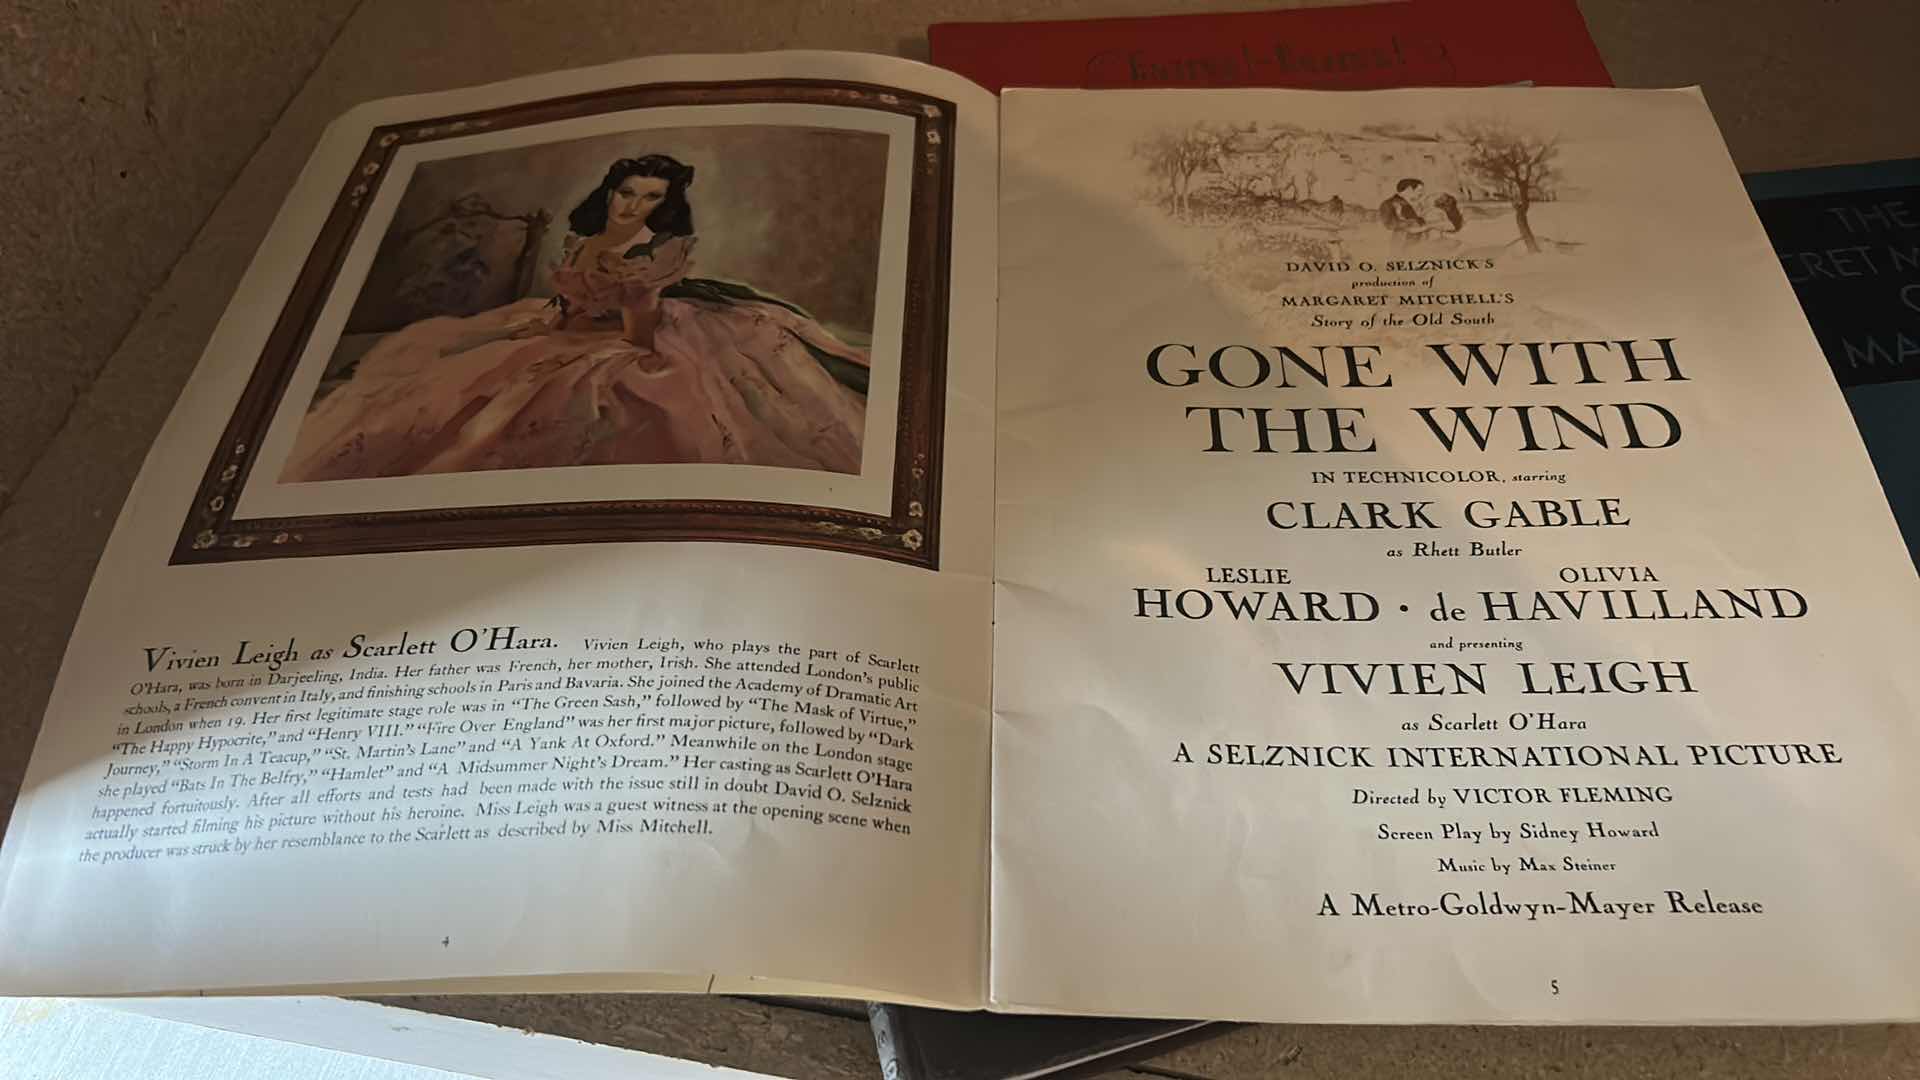 Vivien Leigh as Scarlett O'Hara. Vivien Leigh, who plays the part of Scarlett
O'Hara, was born in Darjeeling, India. Her father was French, her mother, Irish. She attended London's public
schools, a French convent in Italy, and finishing schools in Paris and Bavaria. She joined the Academy of Dramatic Art
in London when 19. Her first legitimate stage role was in "The Green Sash," followed by "The Mask of Virtue,"
"The Happy Hypocrite," and "Henry VIII." "Fire Over England" was her first major picture, followed by "Dark
Journey," "Storm In A Teacup," "St. Martin's Lane" and "A Yank At Oxford." Meanwhile on the London stage
she played "Bats In The Belfry," "Hamlet" and "A Midsummer Night's Dream." Her casting as Scarlett O'Hara
happened fortuitously. After all efforts and tests had been made with the issue still in doubt David O. Selznick
actually started filming his picture without his heroine. Miss Leigh was a guest witness at the opening scene when
the producer was struck by her resemblance to the Scarlett as described by Miss Mitchell.
4
DAVID O. SELZNICK'S
production of
MARGARET MITCHELL'S
Story of the Old South
GONE WITH
THE WIND
IN TECHNICOLOR, starring
CLARK GABLE
as Rhett Butler
LESLIE OLIVIA
HOWARD · de HAVILLAND
and presenting
VIVIEN LEIGH
as Scarlett O'Hara
A SELZNICK INTERNATIONAL PICTURE
Directed by VICTOR FLEMING
Screen Play by Sidney Howard
Music by Max Steiner
A Metro-Goldwyn-Mayer Release
5
THE
CRET M
MA